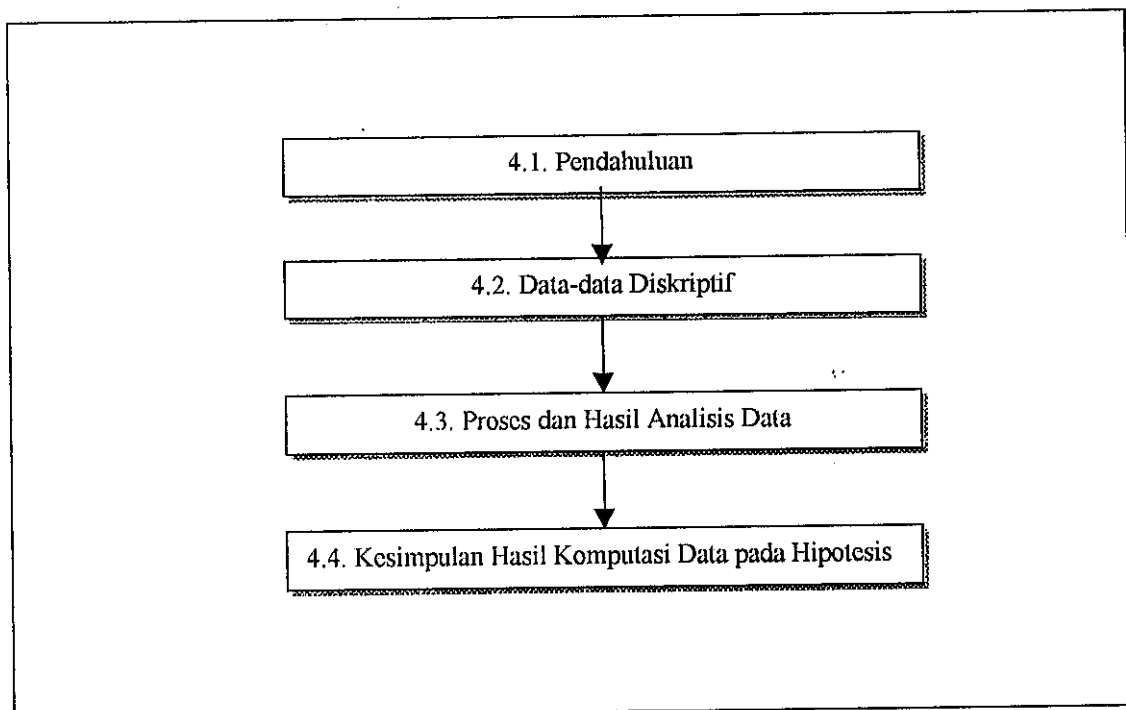 4.1. Pendahuluan
4.2. Data-data Diskriptif
4.3. Proses dan Hasil Analisis Data
4.4. Kesimpulan Hasil Komputasi Data pada Hipotesis